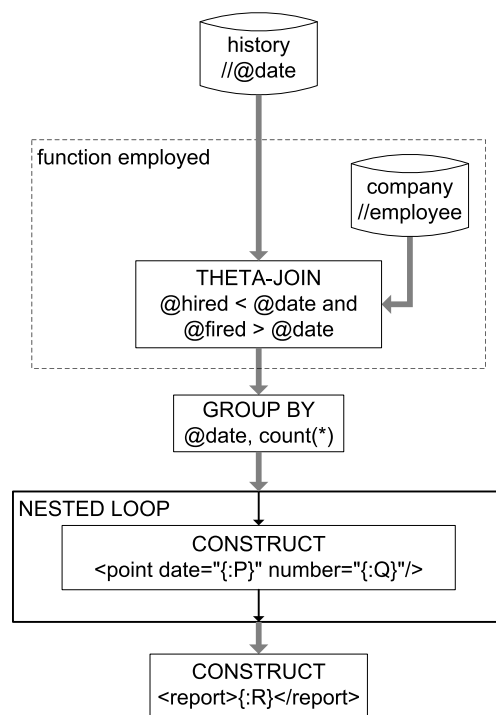 history
//@date
function employed
company
//employee
THETA-JOIN
@hired < @date and
@fired > @date
GROUP BY
@date, count(*)
NESTED LOOP
CONSTRUCT
<point date="{:P}" number="{:Q}"/>
CONSTRUCT
<report>{:R}</report>